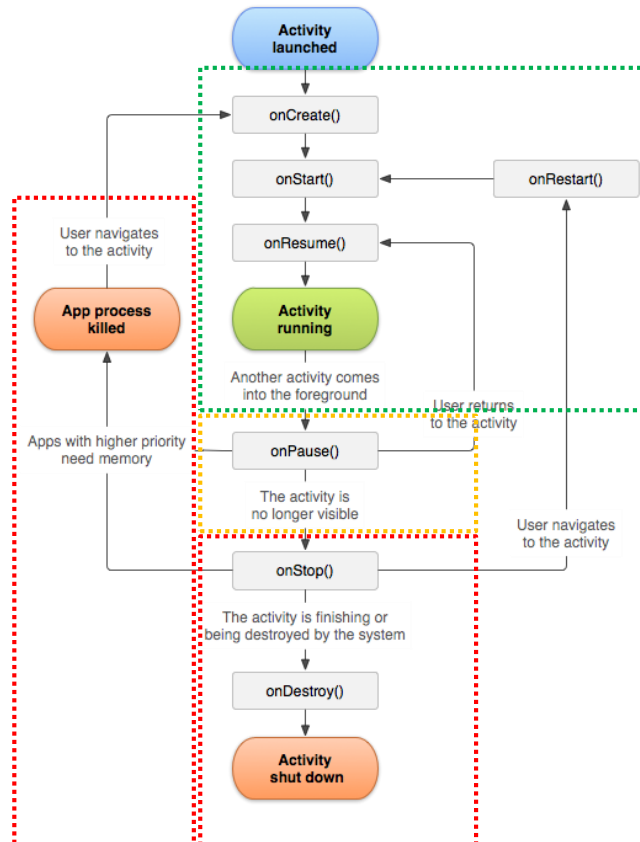 Activity
launched
onCreate()
onStart()
onRestart()
User navigates
to the activity
onResume()
App process
killed
Activity
running
Another activity comes
into the foreground
User returns
to the activity
Apps with higher priority
need memory
onPause()
The activity is
no longer visible
User navigates
to the activity
onStop()
The activity is finishing or
being destroyed by the system
onDestroy()
Activity
shut down